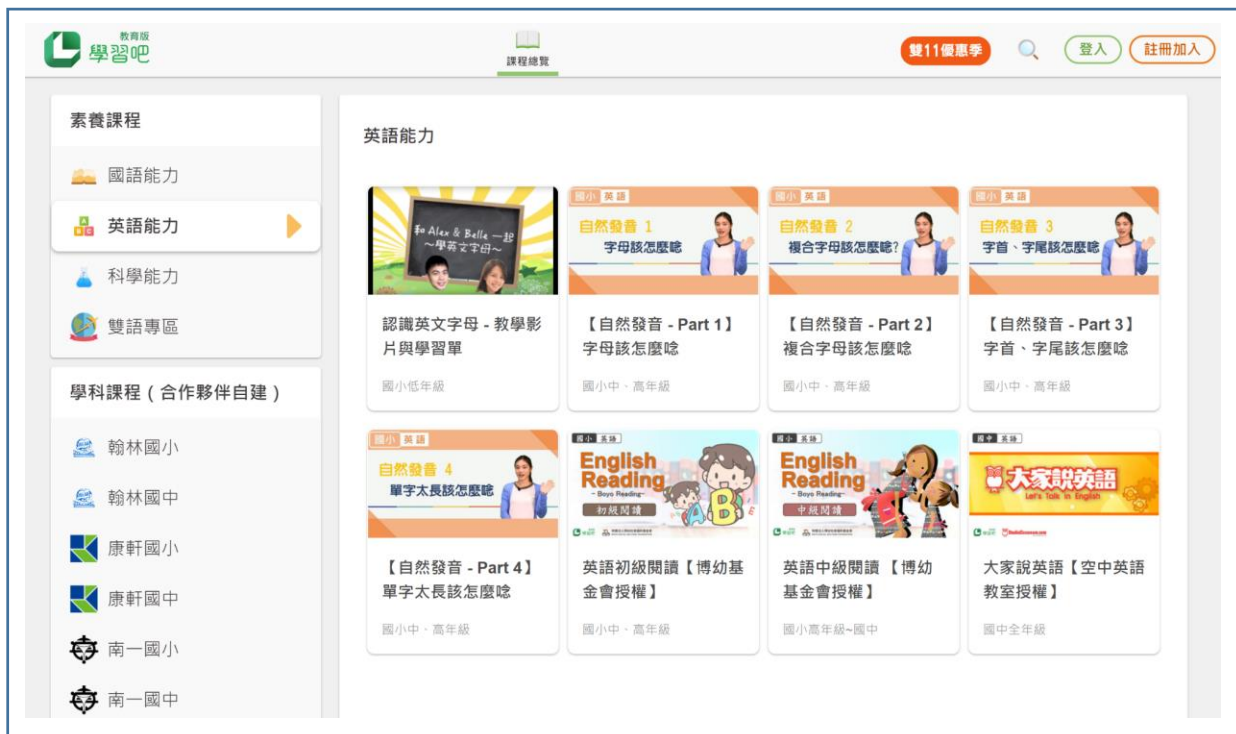 教育版
學習吧
課程總覽
雙11優惠季
登入
註冊加入
素養課程
國語能力
英語能力
科學能力
雙語專區
學科課程（合作夥伴自建）
翰林國小
翰林國中
康軒國小
康軒國中
南一國小
南一國中
英語能力
和 Alex & Belle 一起
～學英文字母～
認識英文字母 - 教學影
片與學習單
國小低年級
國小 英語
自然發音 1
字母該怎麼唸
【自然發音 - Part 1】
字母該怎麼唸
國小中、高年級
國小 英語
自然發音 2
複合字母該怎麼唸?
【自然發音 - Part 2】
複合字母該怎麼唸
國小中、高年級
國小 英語
自然發音 3
字首、字尾該怎麼唸
【自然發音 - Part 3】
字首、字尾該怎麼唸
國小中、高年級
國小 英語
自然發音 4
單字太長該怎麼唸
【自然發音 - Part 4】
單字太長該怎麼唸
國小中、高年級
國小 英語
English
Reading
- Boyo Reading-
初級閱讀
英語初級閱讀【博幼基
金會授權】
國小中、高年級
國小 英語
English
Reading
- Boyo Reading-
中級閱讀
英語中級閱讀 【博幼
基金會授權】
國小高年級~國中
國中 英語
大家說英語
Let's Talk in English
大家說英語【空中英語
教室授權】
國中全年級